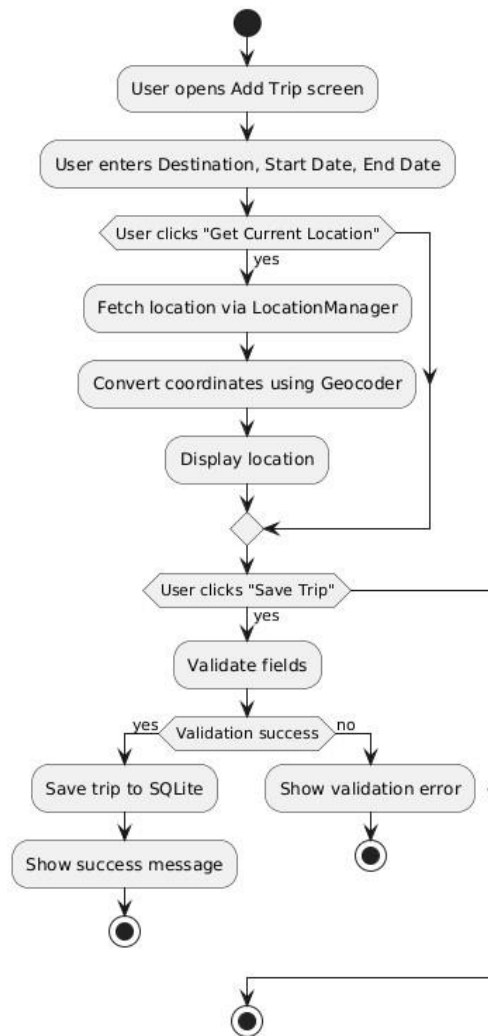 User opens Add Trip screen
User enters Destination, Start Date, End Date
User clicks "Get Current Location"
yes
Fetch location via LocationManager
Convert coordinates using Geocoder
Display location
User clicks "Save Trip"
yes
Validate fields
yes
Validation success
no
Save trip to SQLite
Show validation error
Show success message